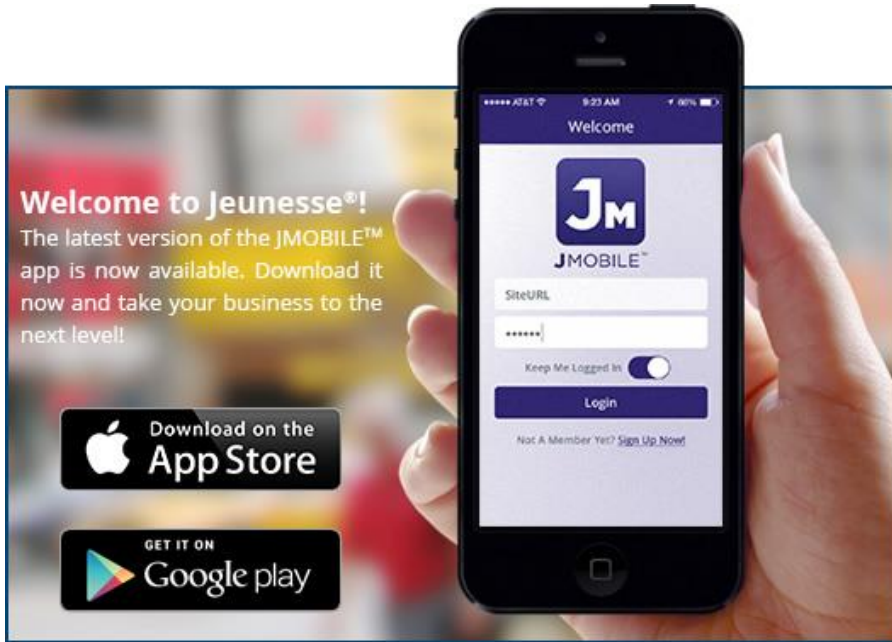 Welcome to Jeunesse®!
The latest version of the JMOBILE™
app is now available. Download it
now and take your business to the
next level!
Download on the
App Store
GET IT ON
Google play
AT&T 9:23 AM 60%
Welcome
JM
JMOBILE™
SiteURL
••••••
Keep Me Logged In
Login
Not A Member Yet? Sign Up Now!